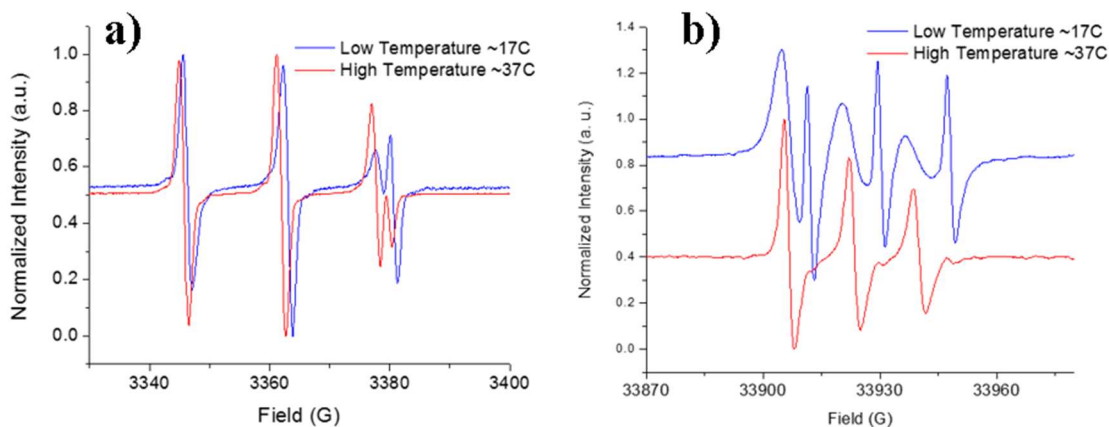 a)
Low Temperature ~17C
High Temperature ~37C
1.0
0.8
0.6
0.4
0.2
0.0
Normalized Intensity (a.u.)
3340
3360
3380
3400
Field (G)
b)
Low Temperature ~17C
High Temperature ~37C
1.4
1.2
1.0
0.8
0.6
0.4
0.2
0.0
Normalized Intensity (a. u.)
33870
33900
33930
33960
Field (G)